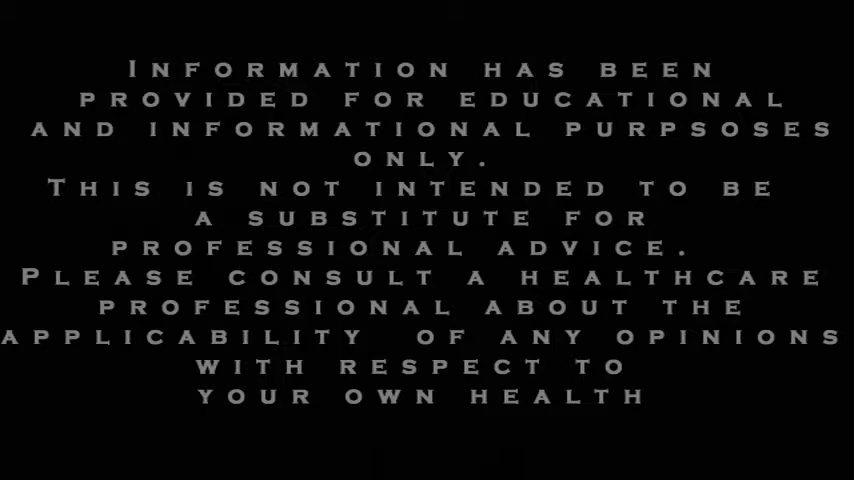 Information has been
provided for educational
and informational purpsoses
only.
This is not intended to be
a substitute for
professional advice.
Please consult a healthcare
professional about the
applicability of any opinions
with respect to
your own health